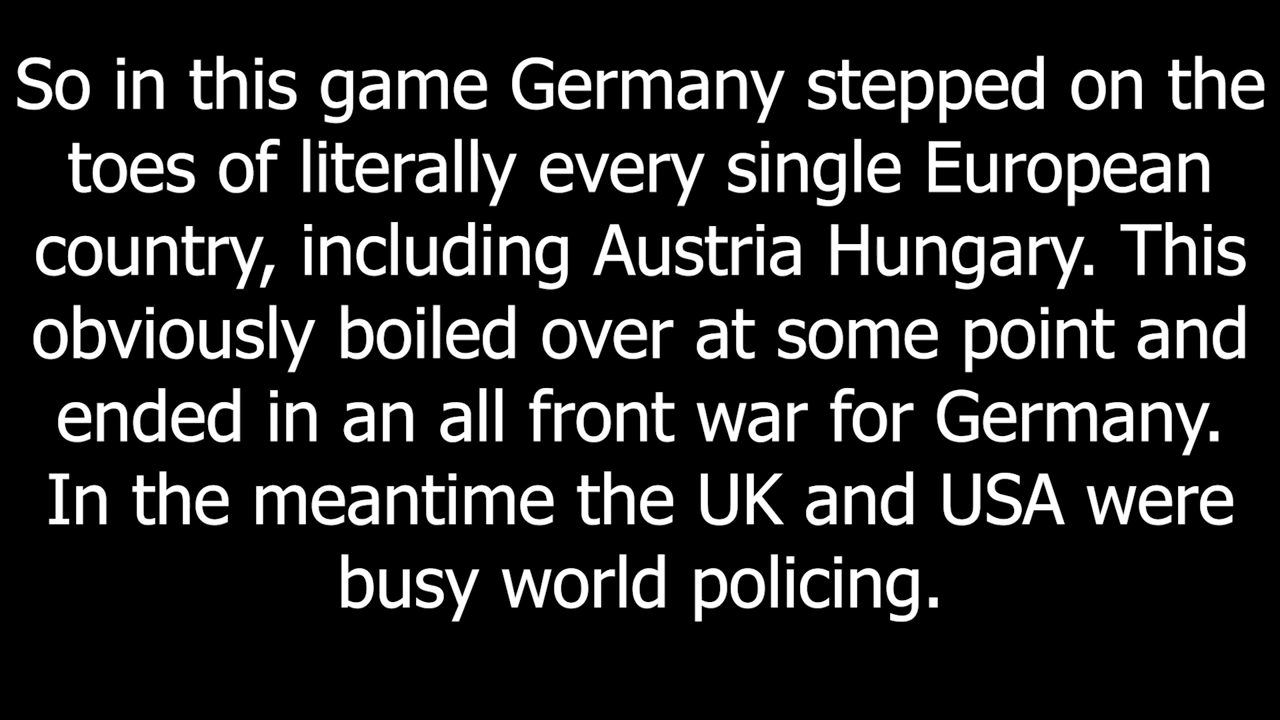 So in this game Germany stepped on the
toes of literally every single European
country, including Austria Hungary. This
obviously boiled over at some point and
ended in an all front war for Germany.
In the meantime the UK and USA were
busy world policing.